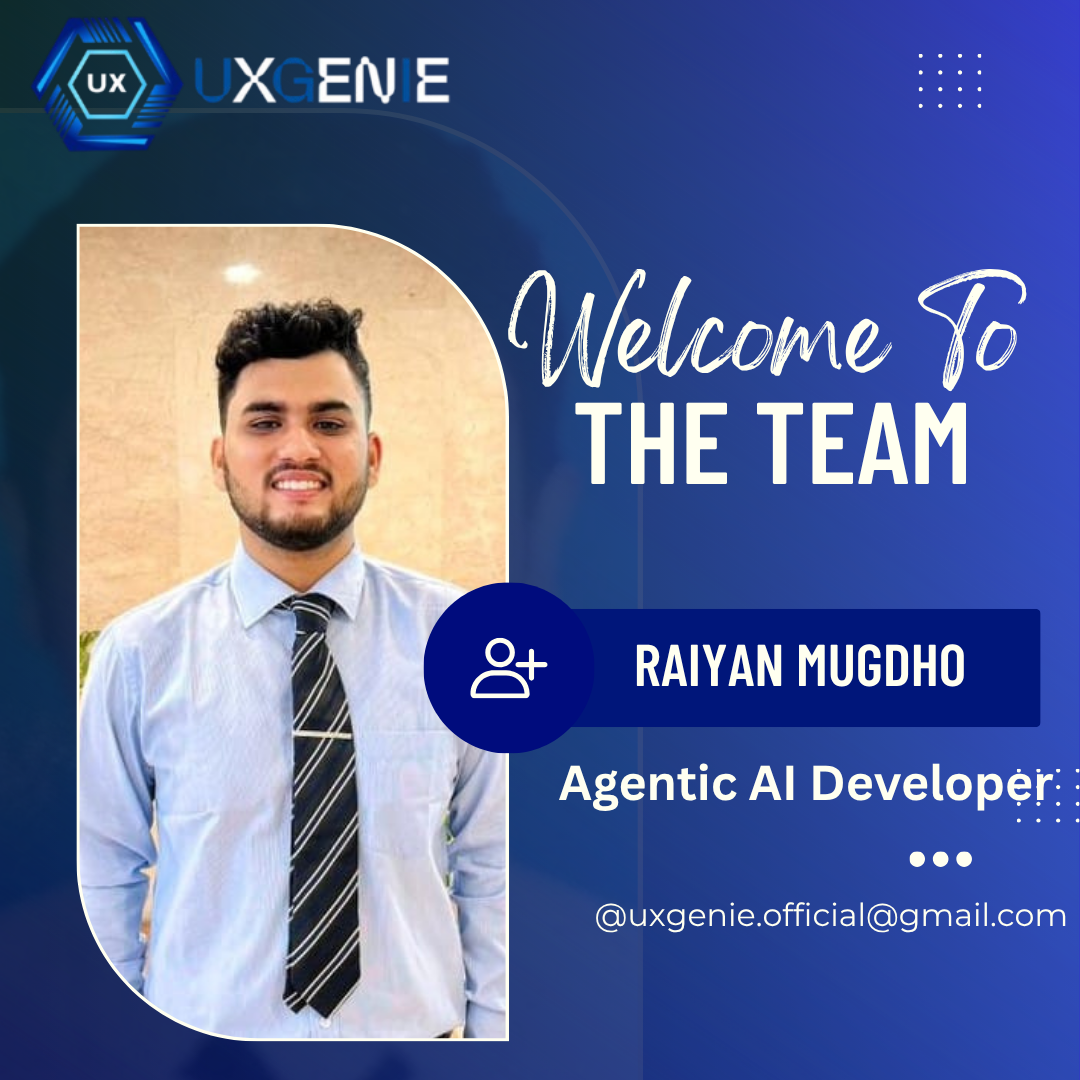 UX
UXGENIE
Welcome To
THE TEAM
RAIYAN MUGDHO
Agentic AI Developer
@uxgenie.official@gmail.com